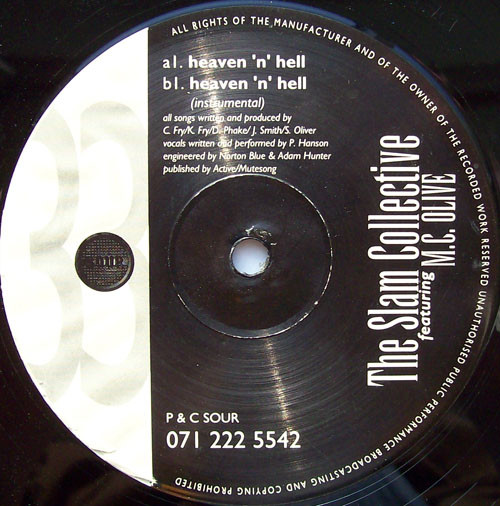 ALL RIGHTS OF THE MANUFACTURER AND OF THE OWNER OF THE RECORDED WORK RESERVED UNAUTHORISED PUBLIC PERFORMANCE BROADCASTING AND COPYING PROHIBITED
a1. heaven 'n' hell
b1. heaven 'n' hell
(instrumental)
all songs written and produced by
C. Fry/K. Fry/D. Phake/ J. Smith/S. Oliver
vocals written and performed by P. Hanson
engineered by Norton Blue & Adam Hunter
published by Active/Mutesong
The Slam Collective
featuring M.C. OLIVE
P & C SOUR
071 222 5542
33